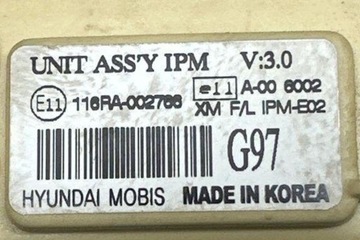 UNIT ASS'Y IPM V:3.0
E11 116RA-002766 e11 A-00 6002
XM F/L IPM-E02
G97
HYUNDAI MOBIS MADE IN KOREA